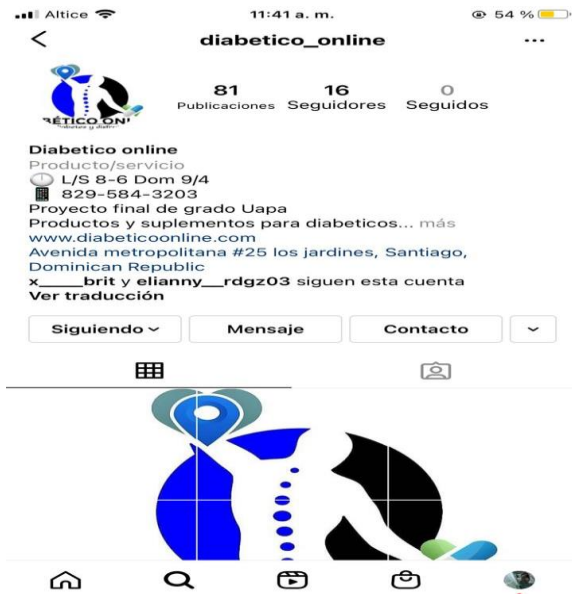 Altice 11:41 a. m. 54 %
diabetico_online
81 16 0
Publicaciones Seguidores Seguidos
BÉTICO ON
Diabetico online
Producto/servicio
L/S 8-6 Dom 9/4
829-584-3203
Proyecto final de grado Uapa
Productos y suplementos para diabeticos... más
www.diabeticoonline.com
Avenida metropolitana #25 los jardines, Santiago,
Dominican Republic
x_____brit y elianny__rdgz03 siguen esta cuenta
Ver traducción
Siguiendo Mensaje Contacto